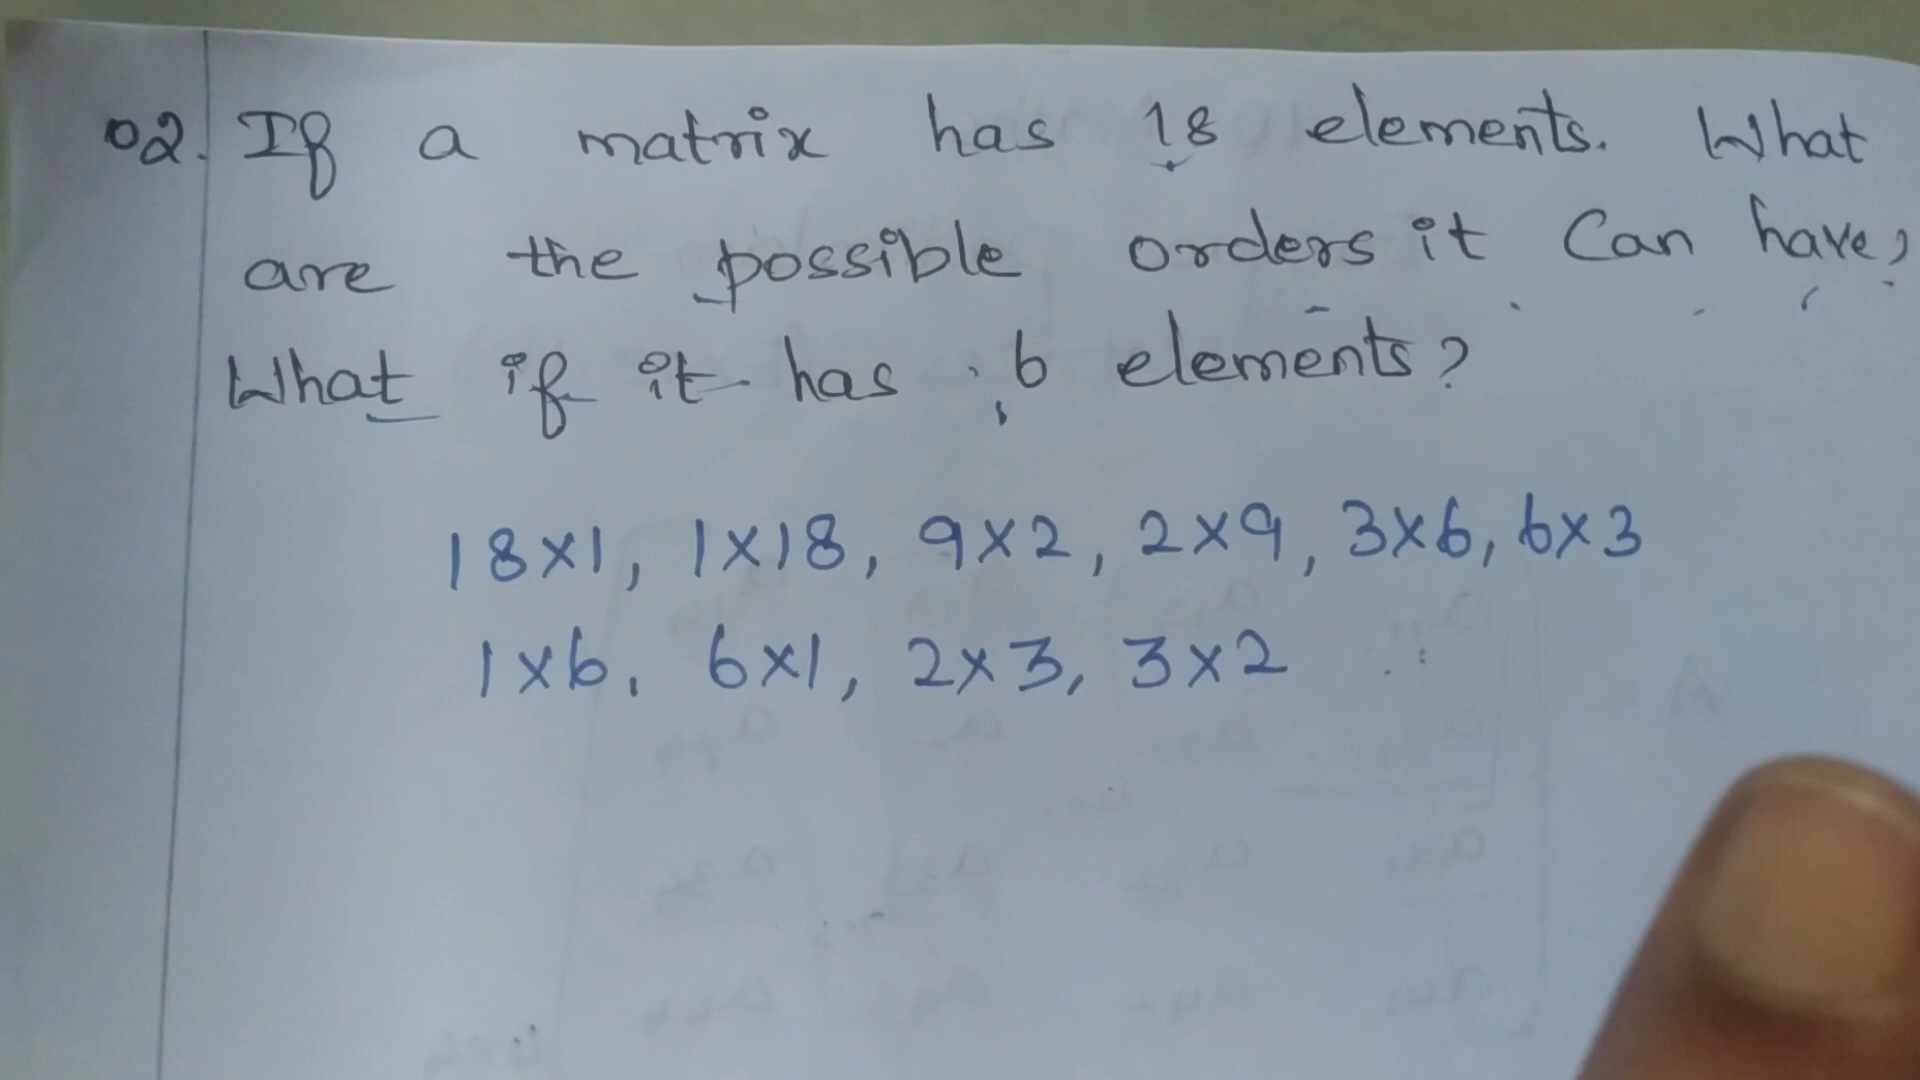 02. If a matrix has 18 elements. What
are the possible orders it can have,
What if it has 6 elements?
18×1, 1×18, 9×2, 2×9, 3×6, 6×3
1×6, 6×1, 2×3, 3×2